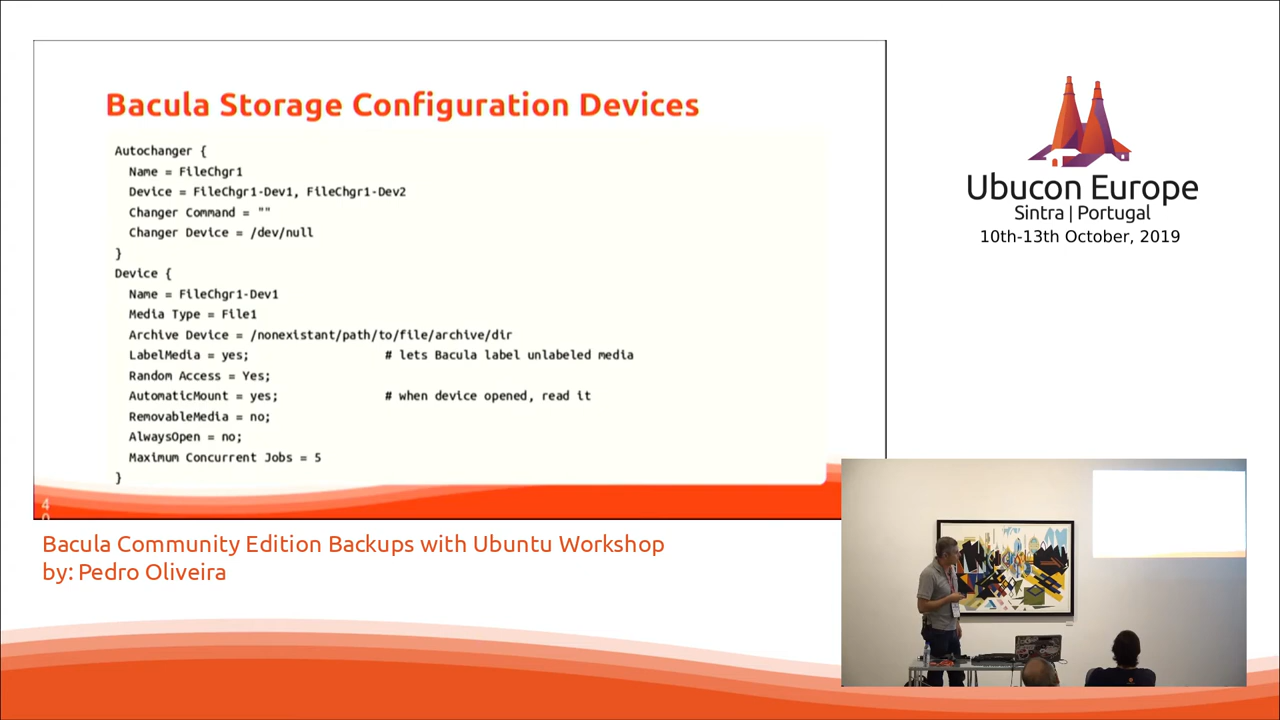 Bacula Storage Configuration Devices
Autochanger {
Name = FileChgr1
Device = FileChgr1-Dev1, FileChgr1-Dev2
Changer Command = ""
Changer Device = /dev/null
}
Device {
Name = FileChgr1-Dev1
Media Type = File1
Archive Device = /nonexistant/path/to/file/archive/dir
LabelMedia = yes; # lets Bacula label unlabeled media
Random Access = Yes;
AutomaticMount = yes; # when device opened, read it
RemovableMedia = no;
AlwaysOpen = no;
Maximum Concurrent Jobs = 5
}
Bacula Community Edition Backups with Ubuntu Workshop
by: Pedro Oliveira
Ubucon Europe
Sintra | Portugal
10th-13th October, 2019